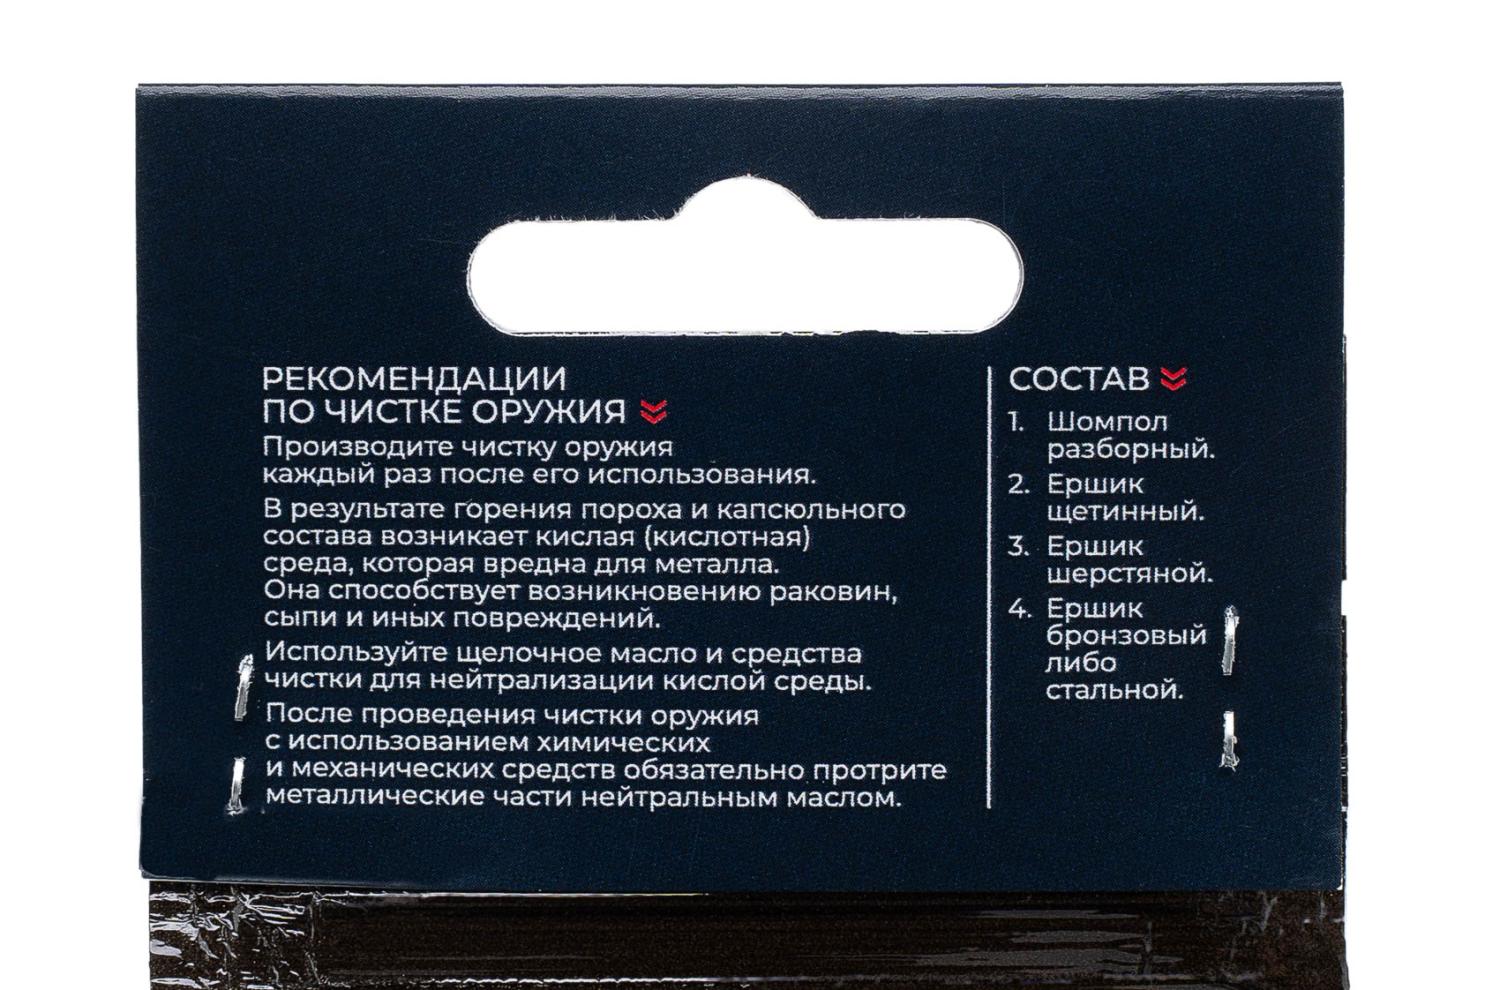 РЕКОМЕНДАЦИИ
ПО ЧИСТКЕ ОРУЖИЯ
Производите чистку оружия
каждый раз после его использования.
В результате горения пороха и капсюльного
состава возникает кислая (кислотная)
среда, которая вредна для металла.
Она способствует возникновению раковин,
сыпи и иных повреждений.
Используйте щелочное масло и средства
чистки для нейтрализации кислой среды.
После проведения чистки оружия
с использованием химических
и механических средств обязательно протрите
металлические части нейтральным маслом.
СОСТАВ
1. Шомпол
разборный.
2. Ершик
щетинный.
3. Ершик
шерстяной.
4. Ершик
бронзовый
либо
стальной.